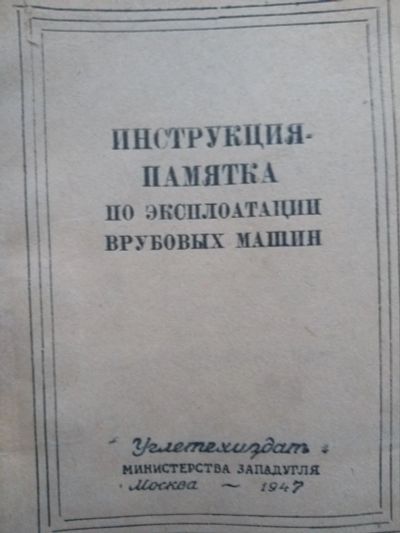 ИНСТРУКЦИЯ-
ПАМЯТКА
ПО ЭКСПЛОАТАЦИИ
ВРУБОВЫХ МАШИН
Углетехиздат
МИНИСТЕРСТВА ЗАПАДУГЛЯ
Москва ~ 1947